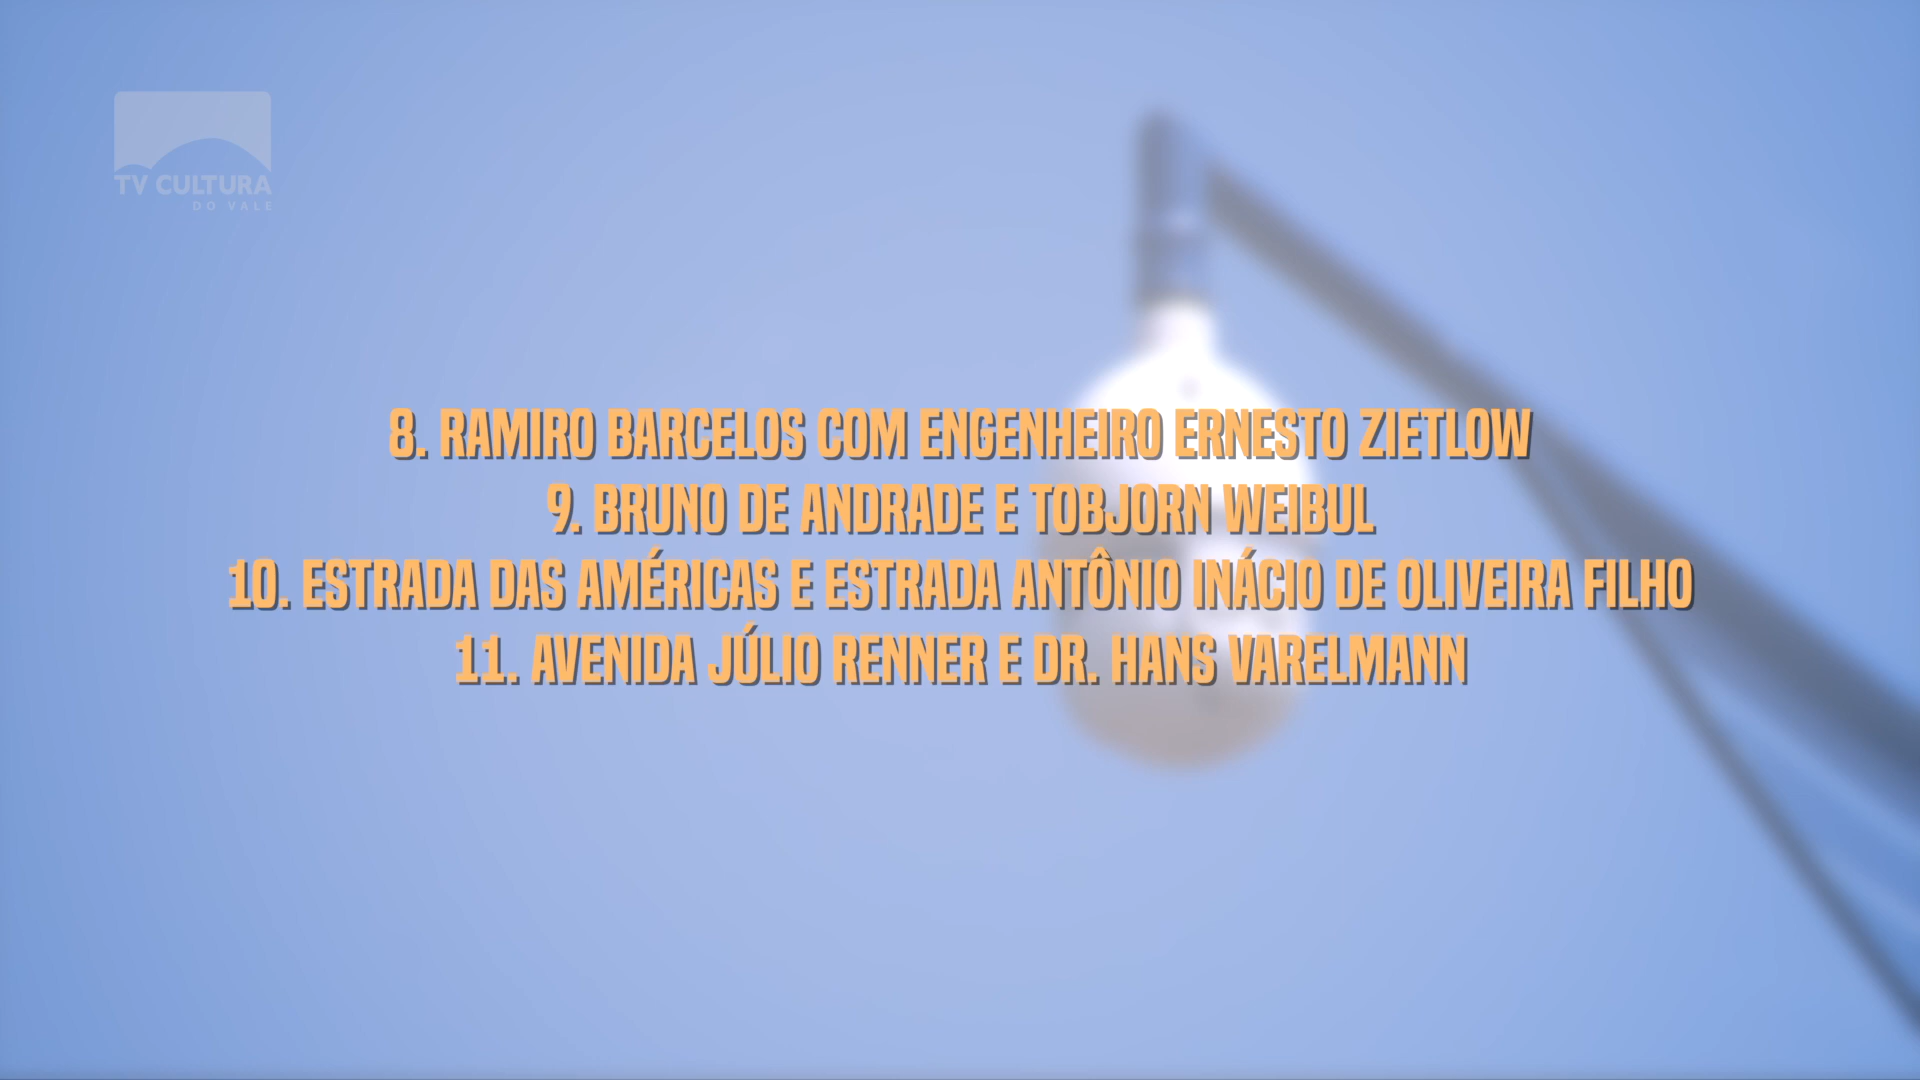 TV CULTURA
DO VALE
8. RAMIRO BARCELOS COM ENGENHEIRO ERNESTO ZIETLOW
9. BRUNO DE ANDRADE E TOBJORN WEIBUL
10. ESTRADA DAS AMÉRICAS E ESTRADA ANTÔNIO INÁCIO DE OLIVEIRA FILHO
11. AVENIDA JÚLIO RENNER E DR. HANS VARELMANN